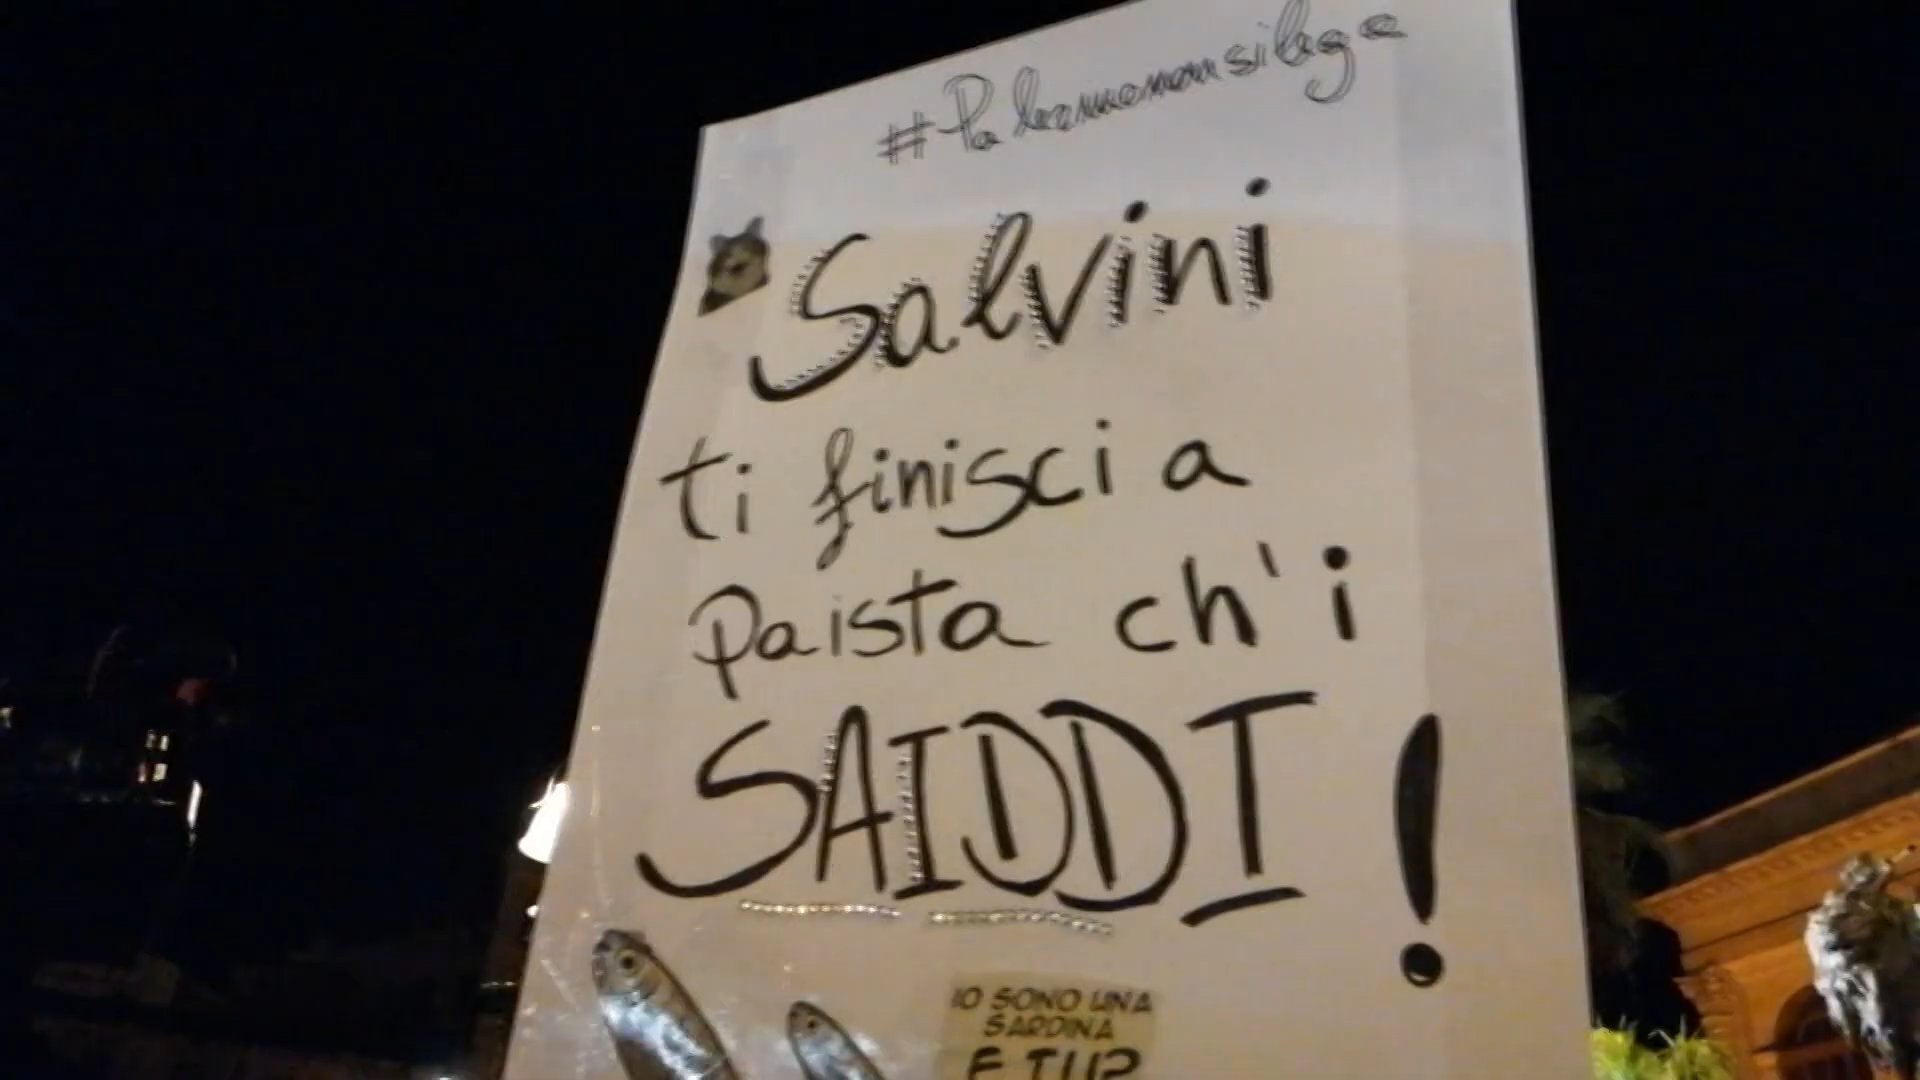 #Palermononsilega
Salvini
ti finisci a
paista ch'i
SAIDDI!
IO SONO UNA
SARDINA
E TU?